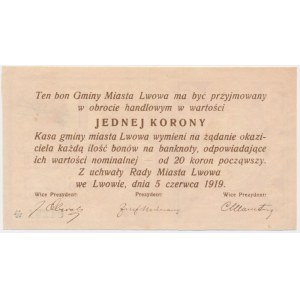 Ten bon Gminy Miasta Lwowa ma być przyjmowany
w obrocie handlowym w wartości
JEDNEJ KORONY
Kasa gminy miasta Lwowa wymieni na żądanie okazi-
ciela każdą ilość bonów na banknoty, odpowiadające
ich wartości nominalnej — od 20 koron począwszy.
Z uchwały Rady Miasta Lwowa
we Lwowie, dnia 5 czerwca 1919.
Wice Prezydent: Prezydent: Wice Prezydent: